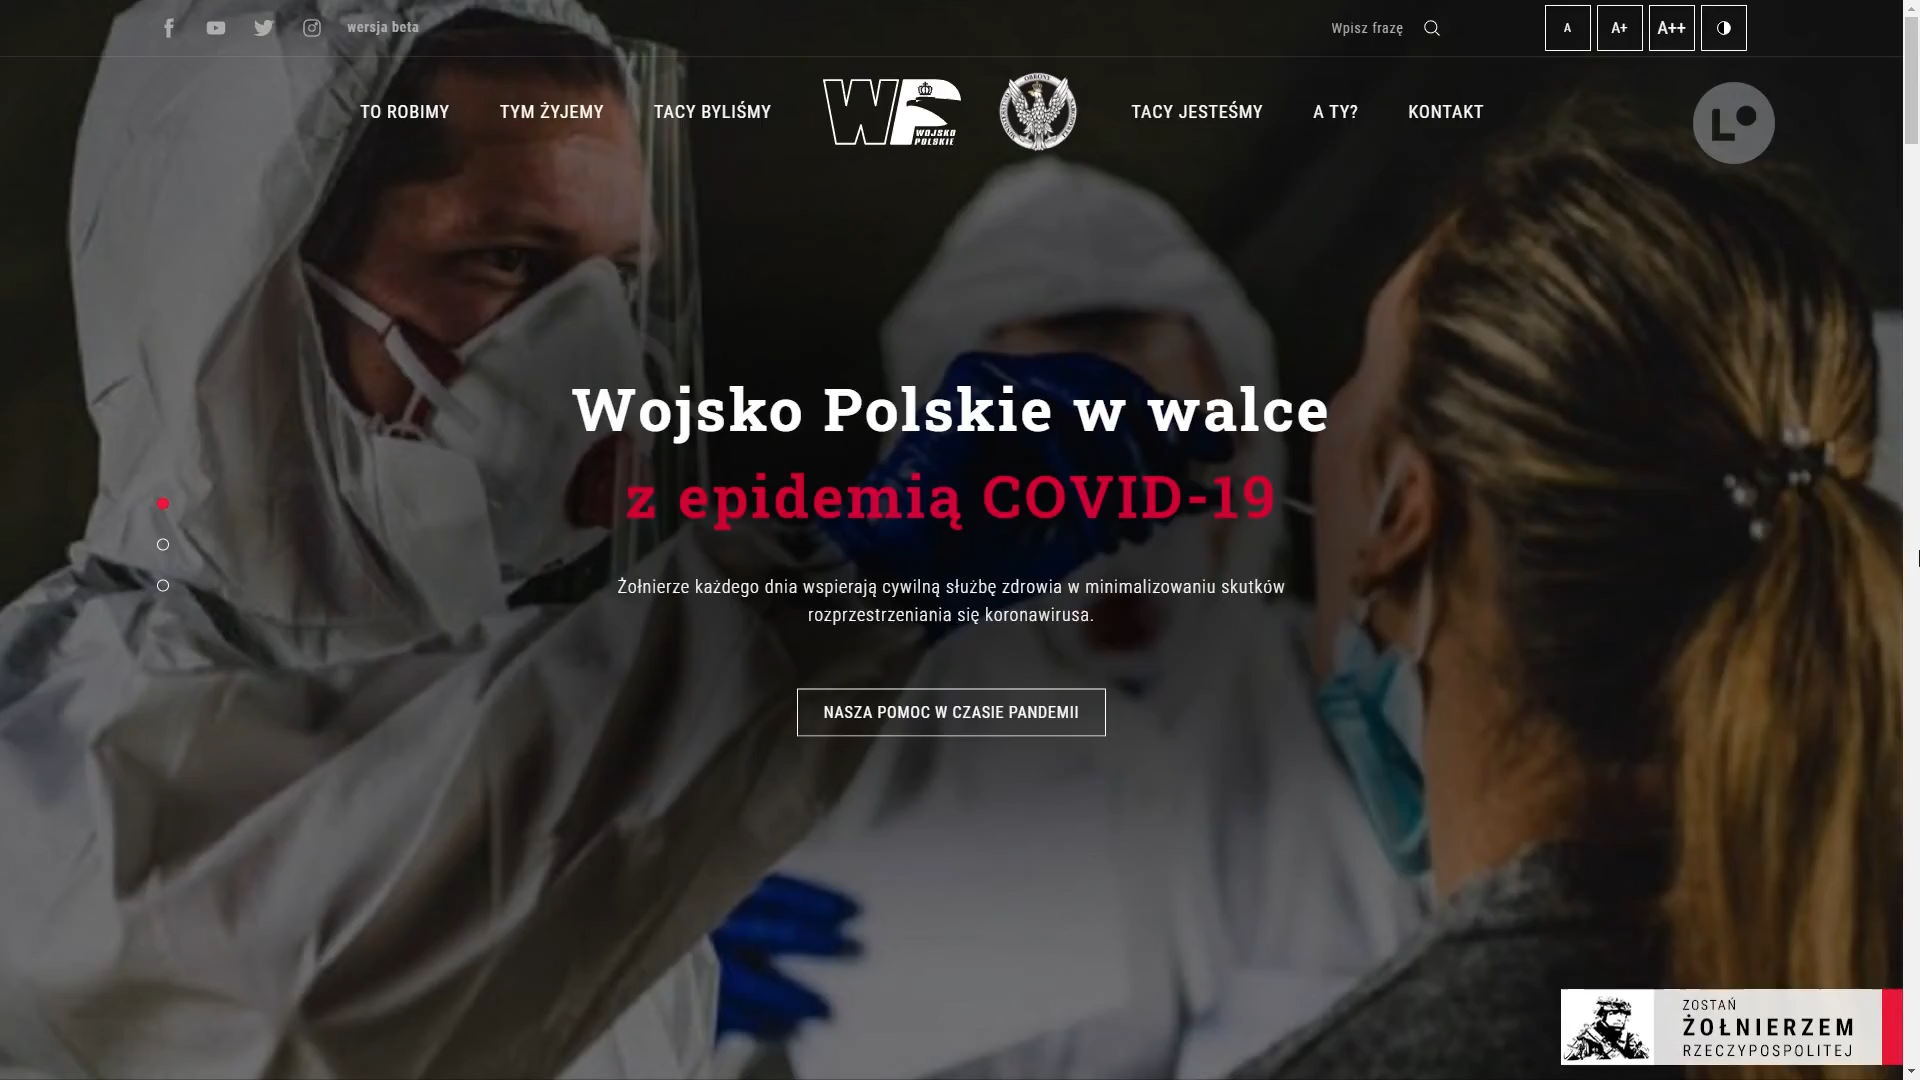 wersja beta
Wpisz frazę
A
A+
A++
TO ROBIMY
TYM ŻYJEMY
TACY BYLIŚMY
WOJSKO
POLSKIE
TACY JESTEŚMY
A TY?
KONTAKT
Wojsko Polskie w walce
z epidemią COVID-19
Żołnierze każdego dnia wspierają cywilną służbę zdrowia w minimalizowaniu skutków
rozprzestrzeniania się koronawirusa.
NASZA POMOC W CZASIE PANDEMII
ZOSTAŃ
ŻOŁNIERZEM
RZECZYPOSPOLITEJ